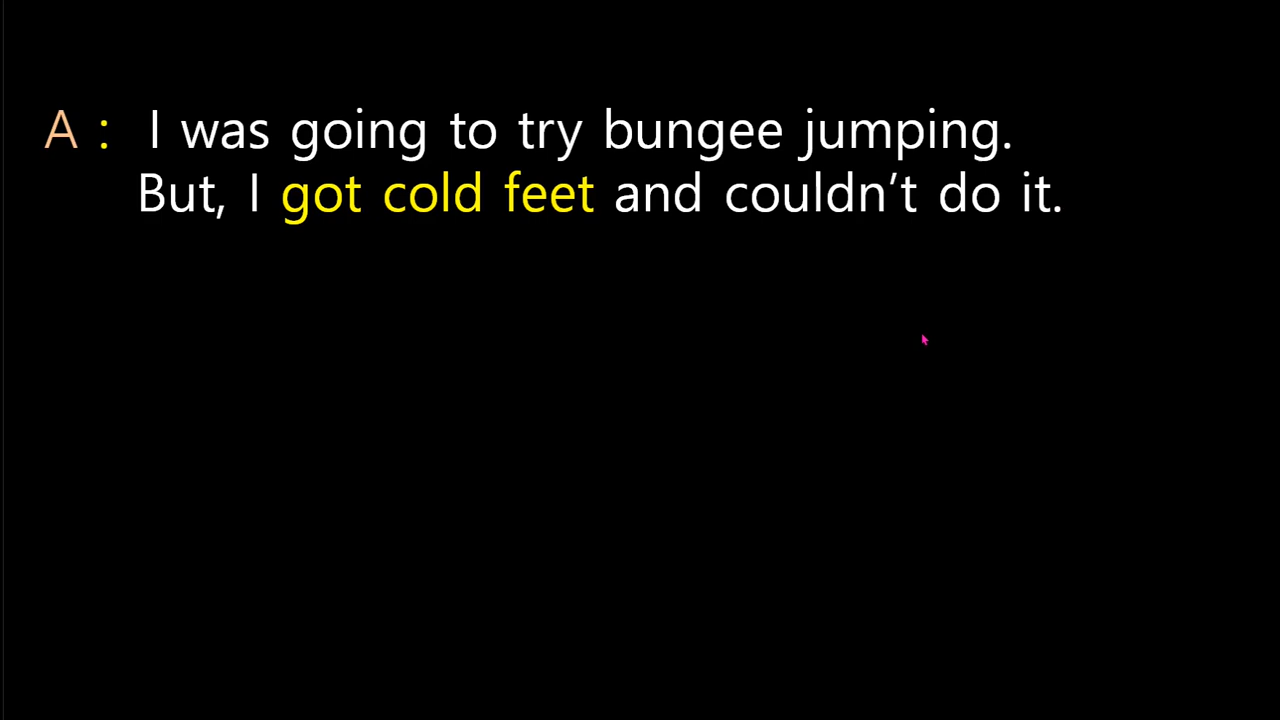 A : I was going to try bungee jumping.
But, I got cold feet and couldn’t do it.